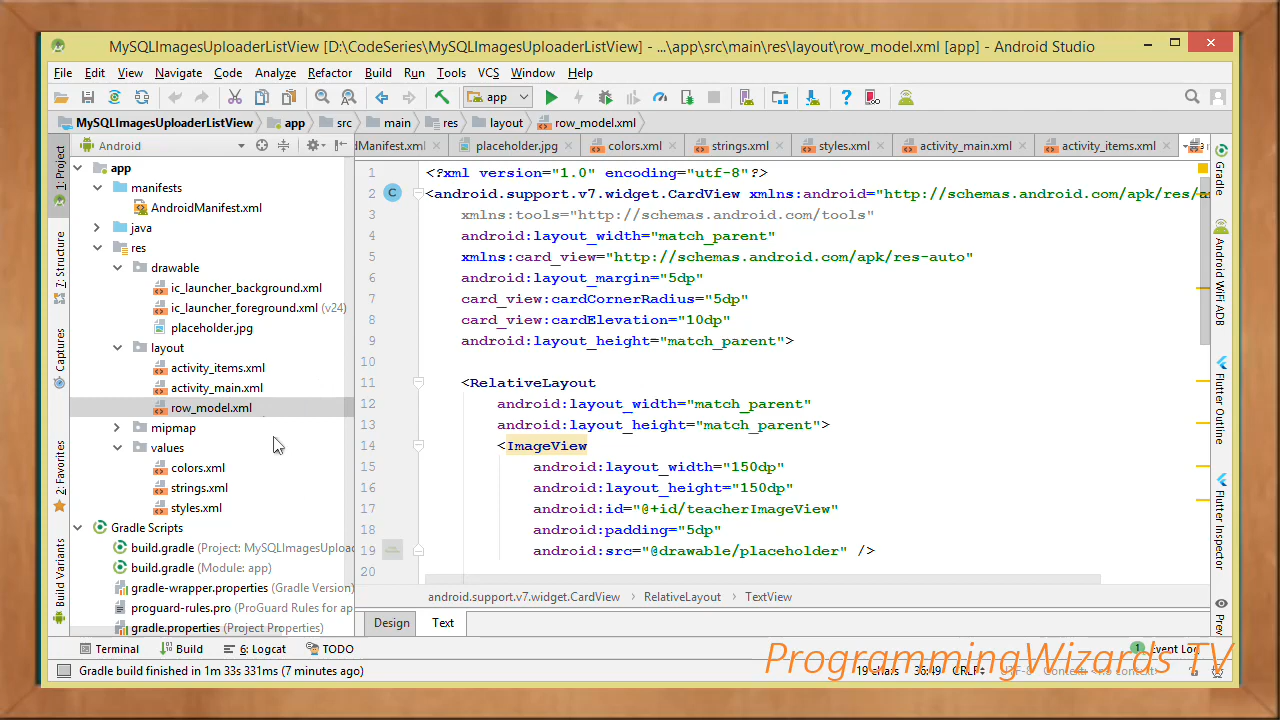 MySQLImagesUploaderListView [D:\CodeSeries\MySQLImagesUploaderListView] - ...\app\src\main\res\layout\row_model.xml [app] - Android Studio
File Edit View Navigate Code Analyze Refactor Build Run Tools VCS Window Help
app
MySQLImagesUploaderListView app src main res layout row_model.xml
Android
dManifest.xml placeholder.jpg colors.xml strings.xml styles.xml activity_main.xml activity_items.xml
1: Project
7: Structure
Captures
2: Favorites
Build Variants
app
manifests
AndroidManifest.xml
java
res
drawable
ic_launcher_background.xml
ic_launcher_foreground.xml (v24)
placeholder.jpg
layout
activity_items.xml
activity_main.xml
row_model.xml
mipmap
values
colors.xml
strings.xml
styles.xml
Gradle Scripts
build.gradle (Project: MySQLImagesUploa
build.gradle (Module: app)
gradle-wrapper.properties (Gradle Version)
proguard-rules.pro (ProGuard Rules for ap
gradle.properties (Project Properties)
1 <?xml version="1.0" encoding="utf-8"?>
2 <android.support.v7.widget.CardView xmlns:android="http://schemas.android.com/apk/res/a
3 xmlns:tools="http://schemas.android.com/tools"
4 android:layout_width="match_parent"
5 xmlns:card_view="http://schemas.android.com/apk/res-auto"
6 android:layout_margin="5dp"
7 card_view:cardCornerRadius="5dp"
8 card_view:cardElevation="10dp"
9 android:layout_height="match_parent">
10
11 <RelativeLayout
12 android:layout_width="match_parent"
13 android:layout_height="match_parent">
14 <ImageView
15 android:layout_width="150dp"
16 android:layout_height="150dp"
17 android:id="@+id/teacherImageView"
18 android:padding="5dp"
19 android:src="@drawable/placeholder" />
20
android.support.v7.widget.CardView RelativeLayout TextView
Design Text
Gradle
Android WiFi ADB
Flutter Outline
Flutter Inspector
Prev
Terminal Build 6: Logcat TODO
1 Event Log
ProgrammingWizards TV
Gradle build finished in 1m 33s 331ms (7 minutes ago)
19 chars 36:49 CRLF UTF-8 Context: <no context>